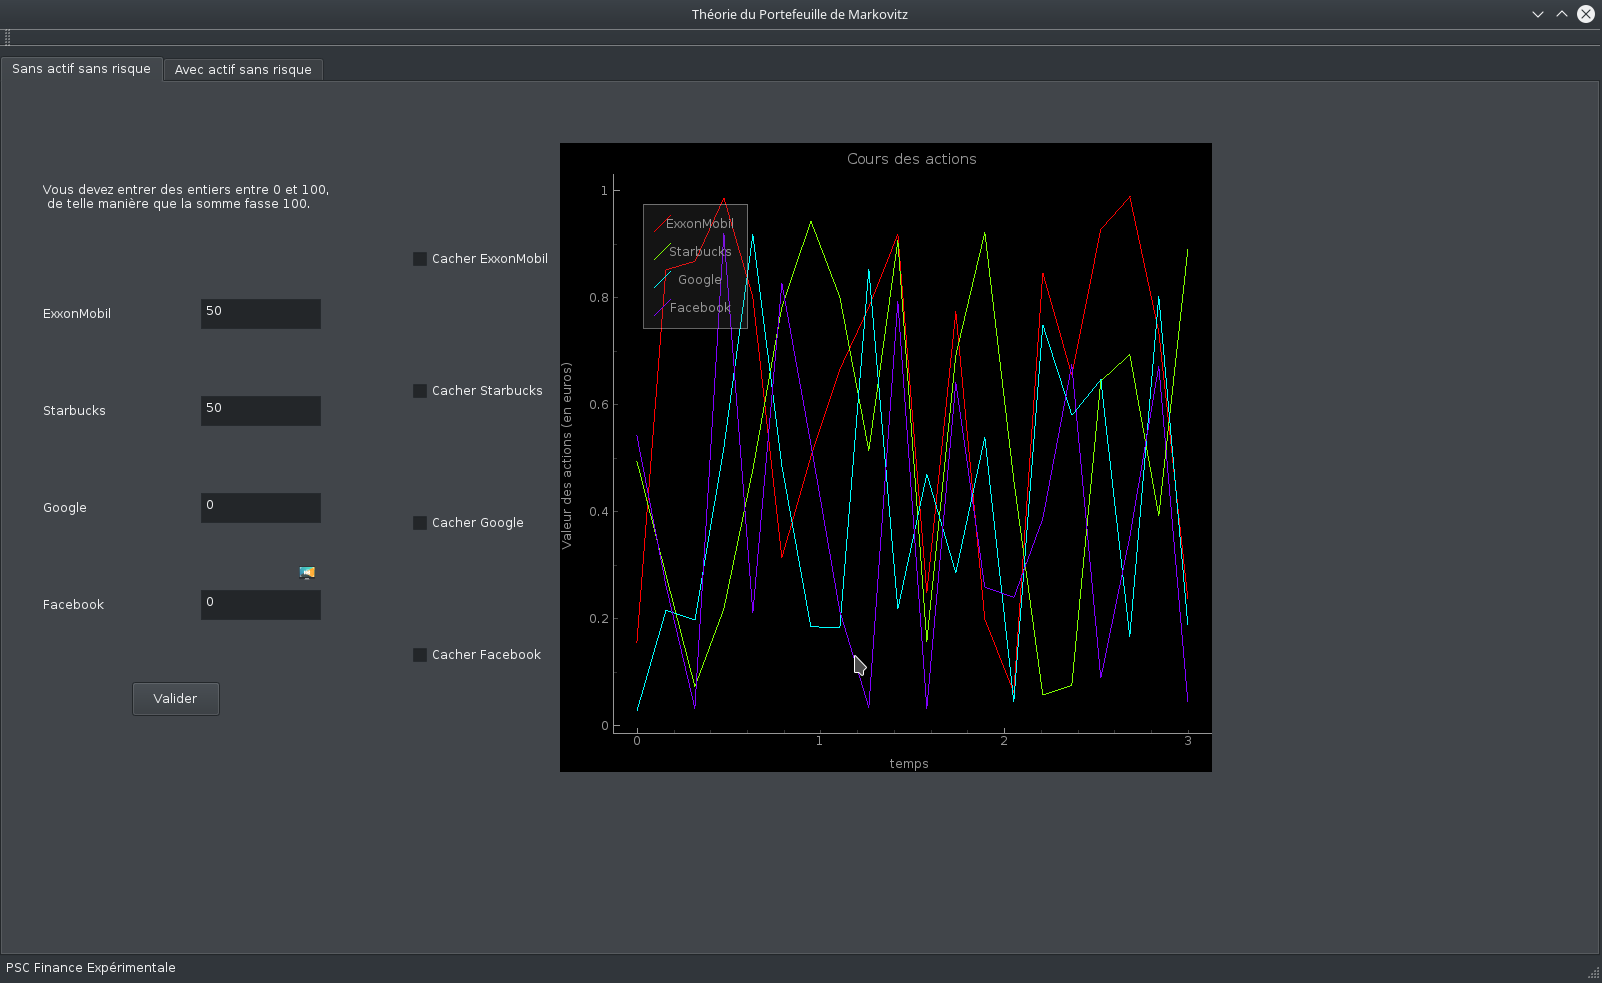 Théorie du Portefeuille de Markovitz
Sans actif sans risque
Avec actif sans risque
Vous devez entrer des entiers entre 0 et 100,
de telle manière que la somme fasse 100.
ExxonMobil
50
Starbucks
50
Google
0
Facebook
0
Valider
Cacher ExxonMobil
Cacher Starbucks
Cacher Google
Cacher Facebook
Cours des actions
ExxonMobil
Starbucks
Google
Facebook
Valeur des actions (en euros)
1
0.8
0.6
0.4
0.2
0
0 1 2 3
temps
PSC Finance Expérimentale